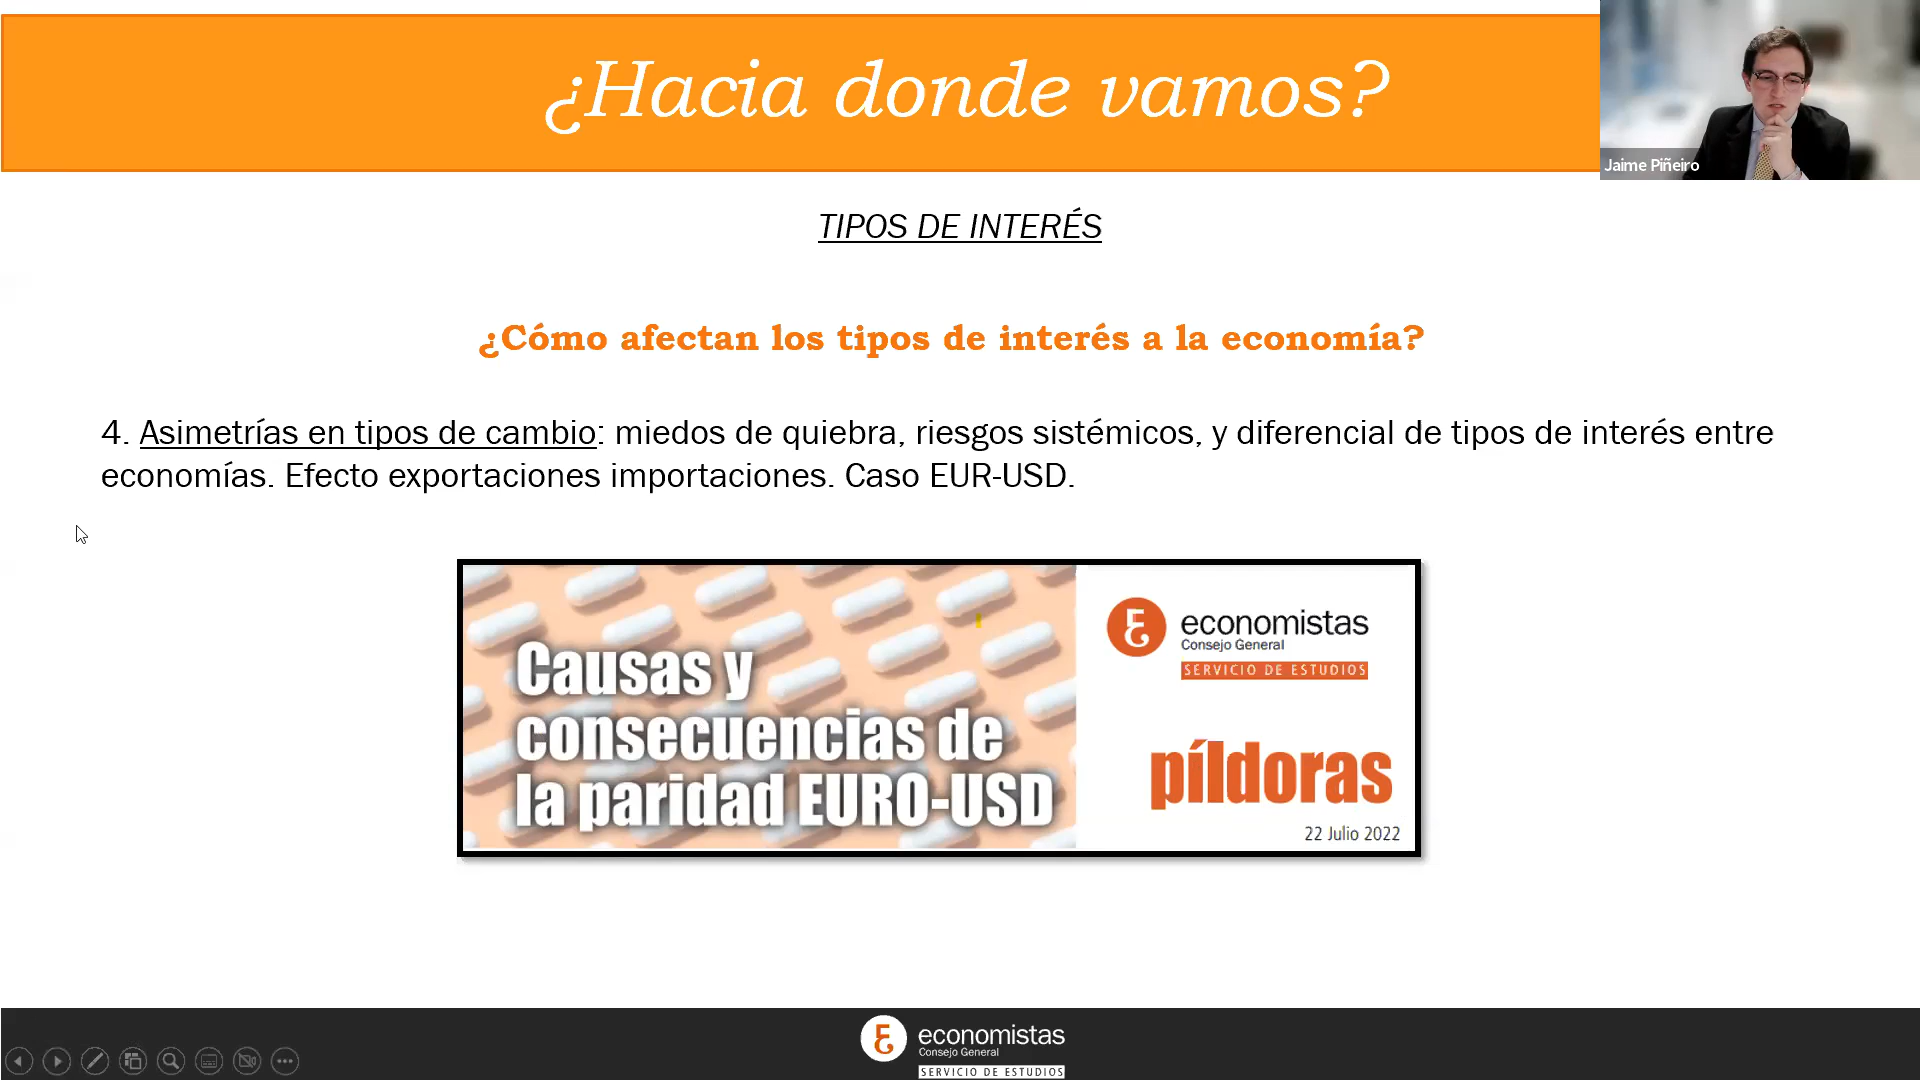 ¿Hacia donde vamos?
Jaime Piñeiro
TIPOS DE INTERÉS
¿Cómo afectan los tipos de interés a la economía?
4. Asimetrías en tipos de cambio: miedos de quiebra, riesgos sistémicos, y diferencial de tipos de interés entre
economías. Efecto exportaciones importaciones. Caso EUR-USD.
Causas y
consecuencias de
la paridad EURO-USD
economistas
Consejo General
SERVICIO DE ESTUDIOS
píldoras
22 Julio 2022
economistas
Consejo General
SERVICIO DE ESTUDIOS